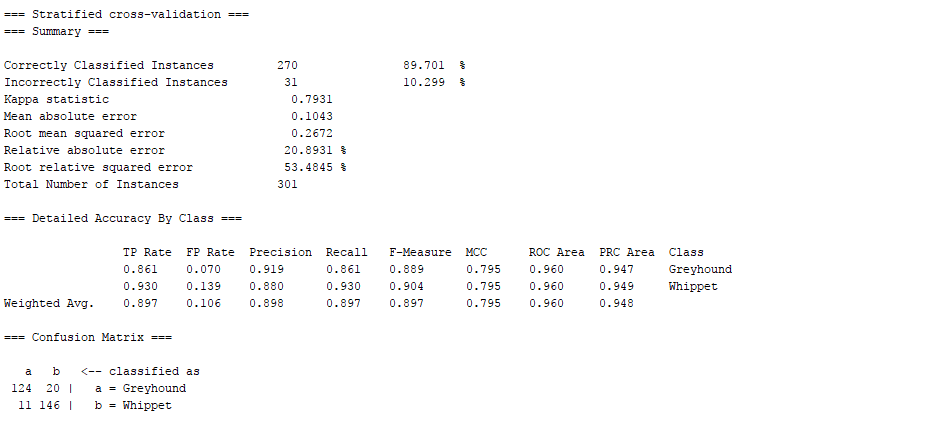 === Stratified cross-validation ===
=== Summary ===
Correctly Classified Instances         270               89.701  %
Incorrectly Classified Instances        31               10.299  %
Kappa statistic                          0.7931
Mean absolute error                      0.1043
Root mean squared error                  0.2672
Relative absolute error                 20.8931 %
Root relative squared error             53.4845 %
Total Number of Instances              301
=== Detailed Accuracy By Class ===
                 TP Rate  FP Rate  Precision  Recall   F-Measure  MCC      ROC Area  PRC Area  Class
                 0.861    0.070    0.919      0.861    0.889      0.795    0.960     0.947     Greyhound
                 0.930    0.139    0.880      0.930    0.904      0.795    0.960     0.949     Whippet
Weighted Avg.    0.897    0.106    0.898      0.897    0.897      0.795    0.960     0.948
=== Confusion Matrix ===
   a   b   <-- classified as
 124  20 |   a = Greyhound
  11 146 |   b = Whippet